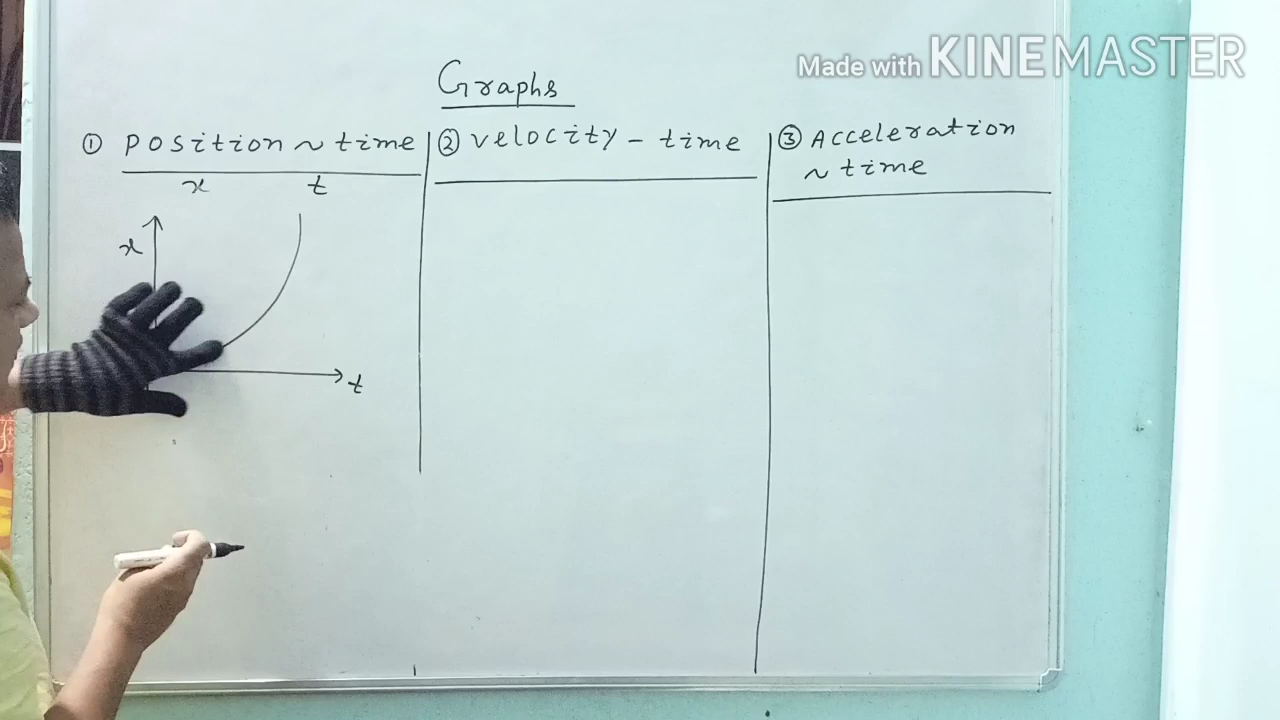 Made with KINEMASTER
Graphs
① Position ~ time
x t
② Velocity - time
③ Acceleration
~ time
x
t